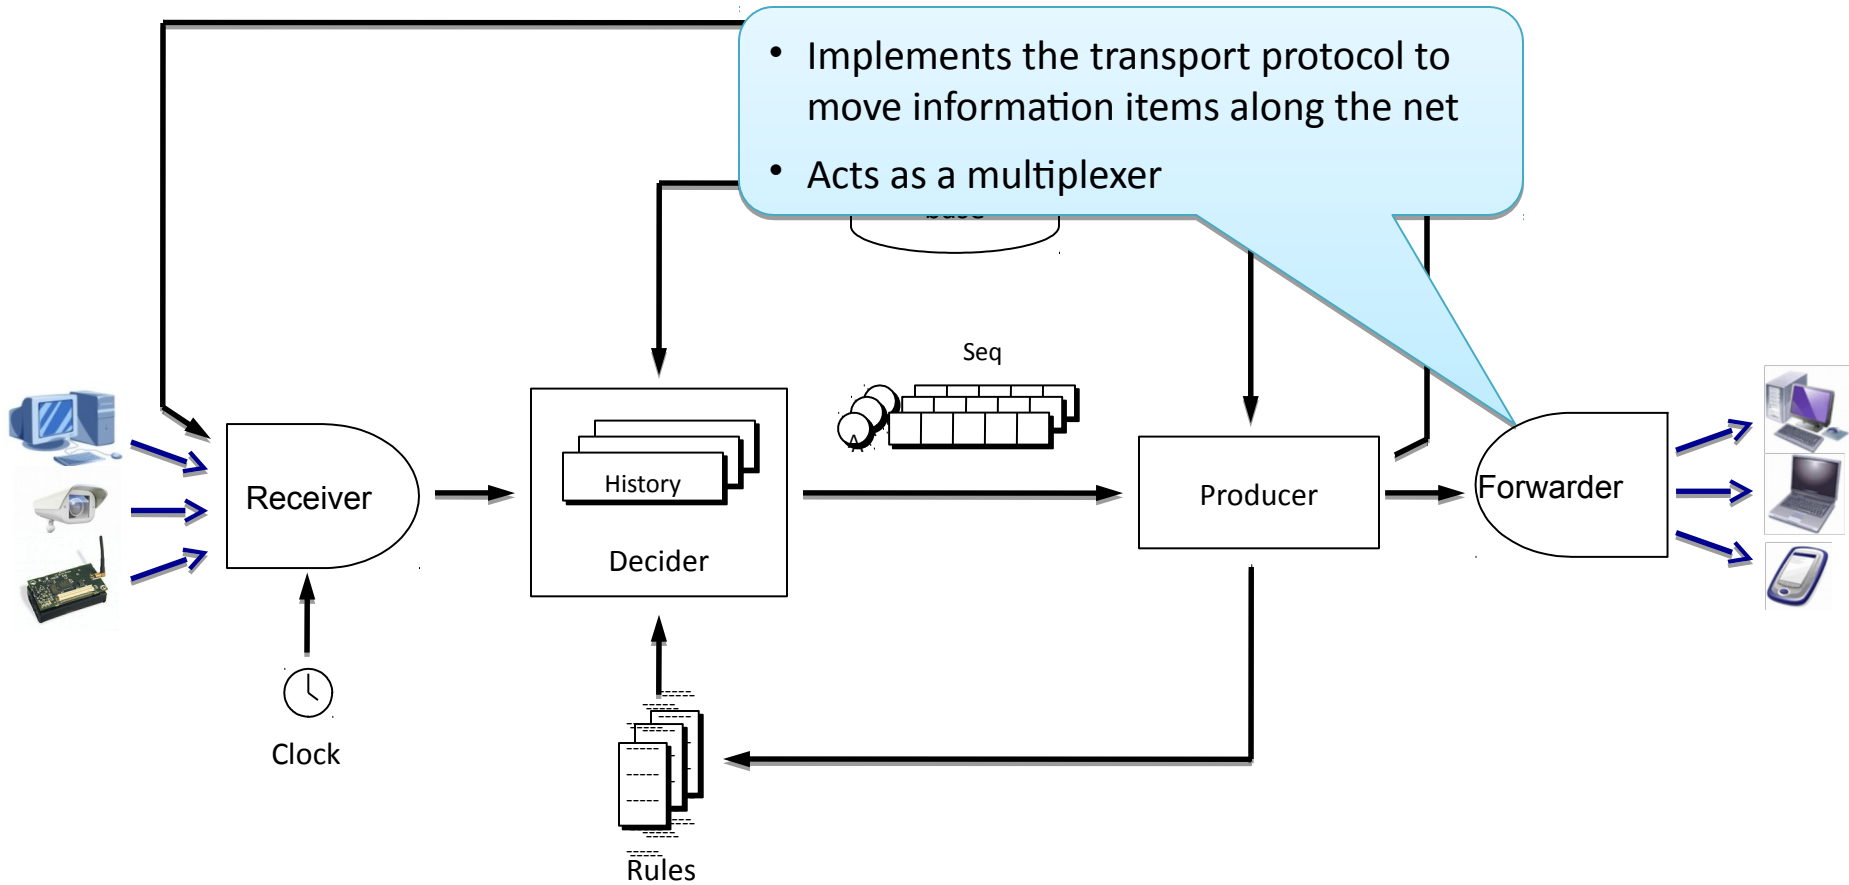 • Implements the transport protocol to
move information items along the net
• Acts as a multiplexer
Seq
A
History
Receiver
Decider
Producer
Forwarder
Clock
Rules